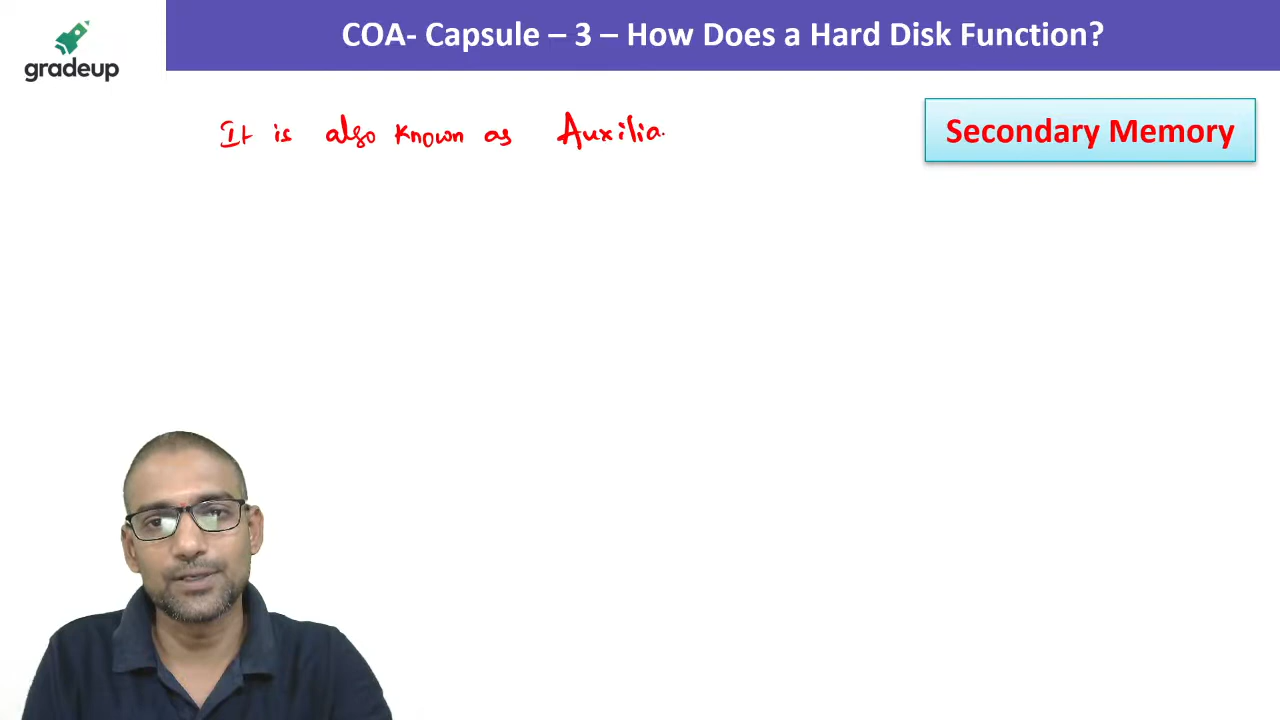 COA- Capsule – 3 – How Does a Hard Disk Function?
gradeup
It is also known as Auxilia
Secondary Memory